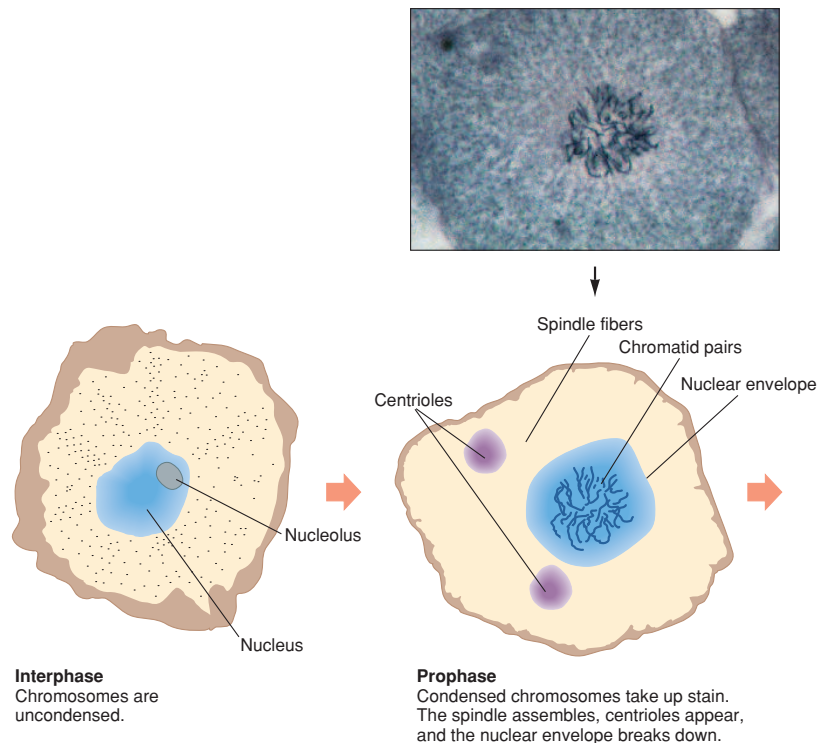 Spindle fibers
Chromatid pairs
Nuclear envelope
Centrioles
Nucleolus
Nucleus
Interphase
Chromosomes are
uncondensed.
Prophase
Condensed chromosomes take up stain.
The spindle assembles, centrioles appear,
and the nuclear envelope breaks down.